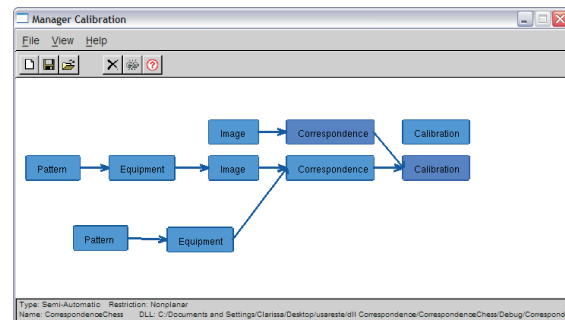 Manager Calibration
File View Help
Image Correspondence Calibration
Pattern Equipment Image Correspondence Calibration
Pattern Equipment
Type: Semi-Automatic Restriction: Nonplanar
Name: CorrespondenceChess DLL: C:/Documents and Settings/Clarissa/Desktop/usareste/dll Correspondence/CorrespondenceChess/Debug/Correspond